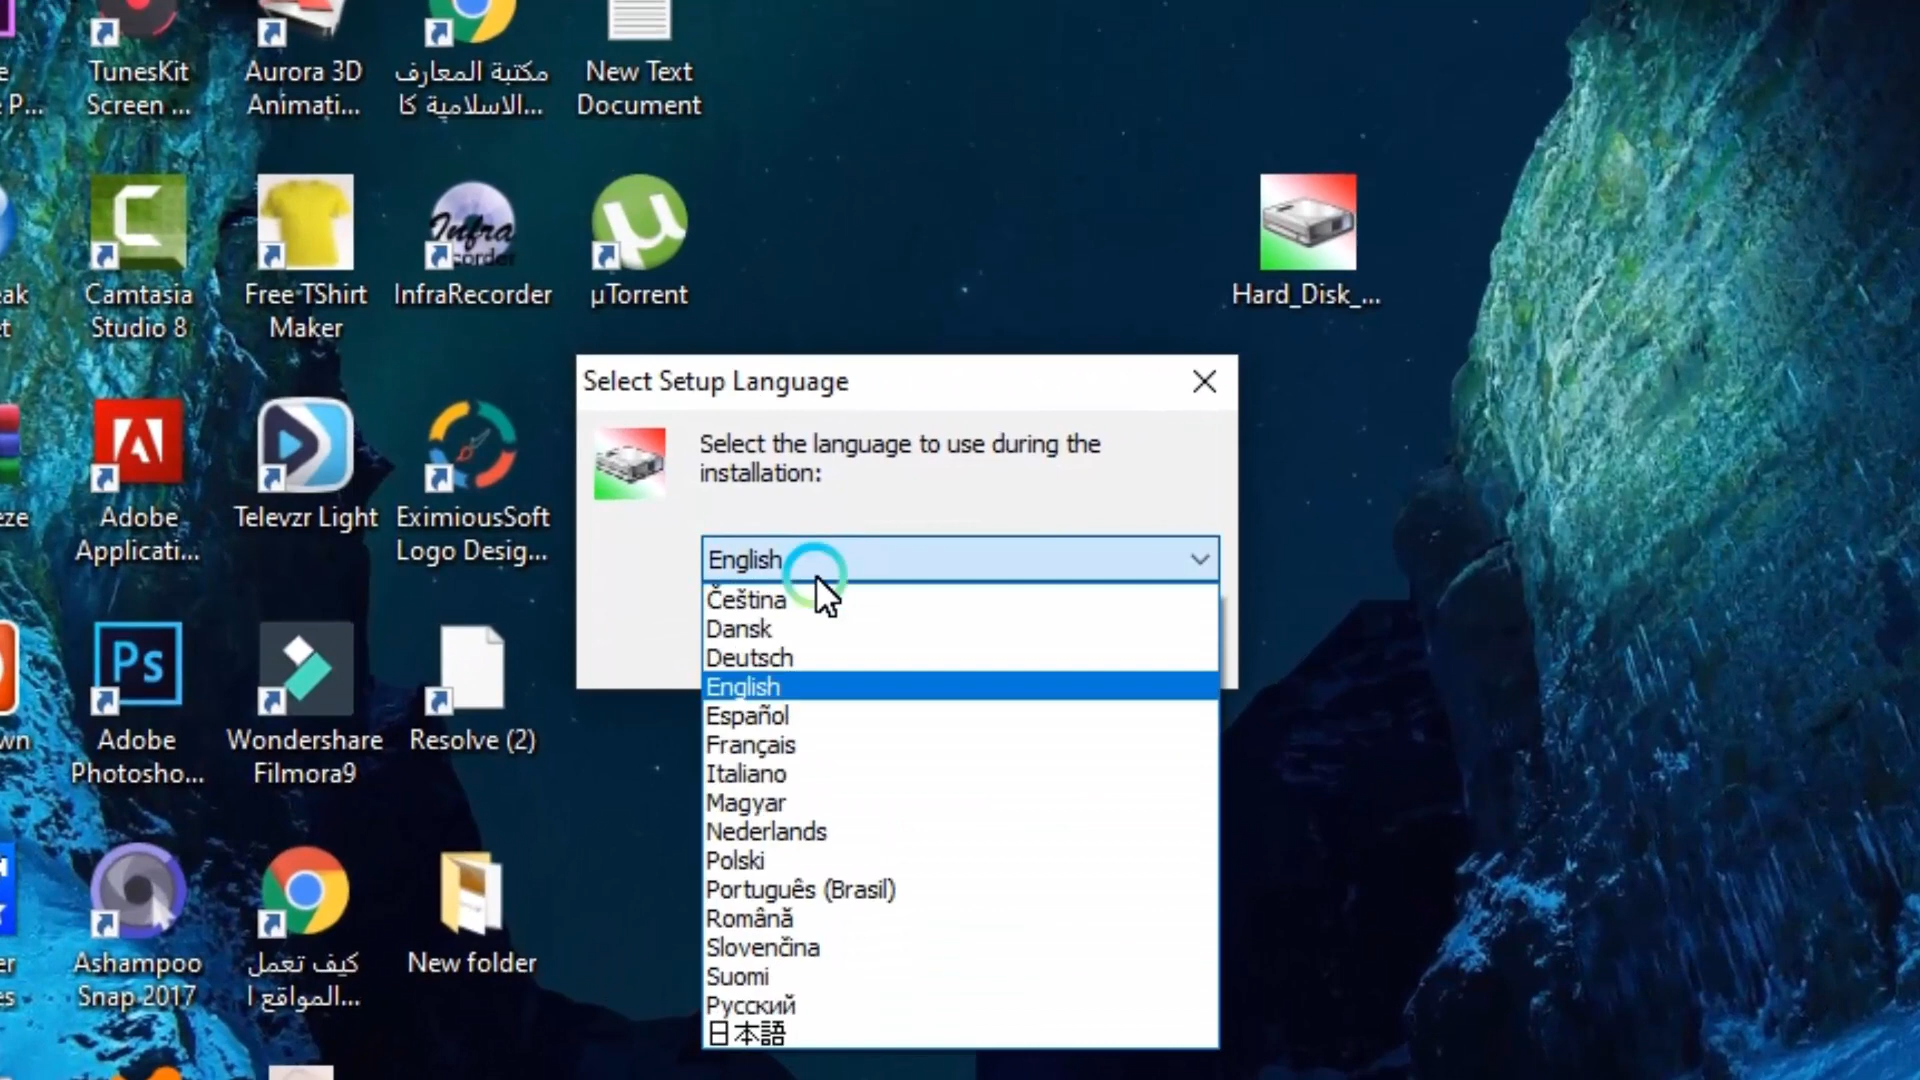 TunesKit
Screen ...
Aurora 3D
Animati...
مكتبة المعارف
الاسلامية كا...
New Text
Document
P...
Camtasia
Studio 8
Free TShirt
Maker
Infra
InfraRecorder
µ
µTorrent
Hard_Disk_...
Select Setup Language
Select the language to use during the
installation:
English
Čeština
Dansk
Deutsch
English
Español
Français
Italiano
Magyar
Nederlands
Polski
Português (Brasil)
Română
Slovenčina
Suomi
Русский
日本語
Adobe
Applicati...
Televzr Light
EximiousSoft
Logo Desig...
Ps
Adobe
Photosho...
Wondershare
Filmora9
Resolve (2)
Ashampoo
Snap 2017
كيف تعمل
المواقع ا...
New folder